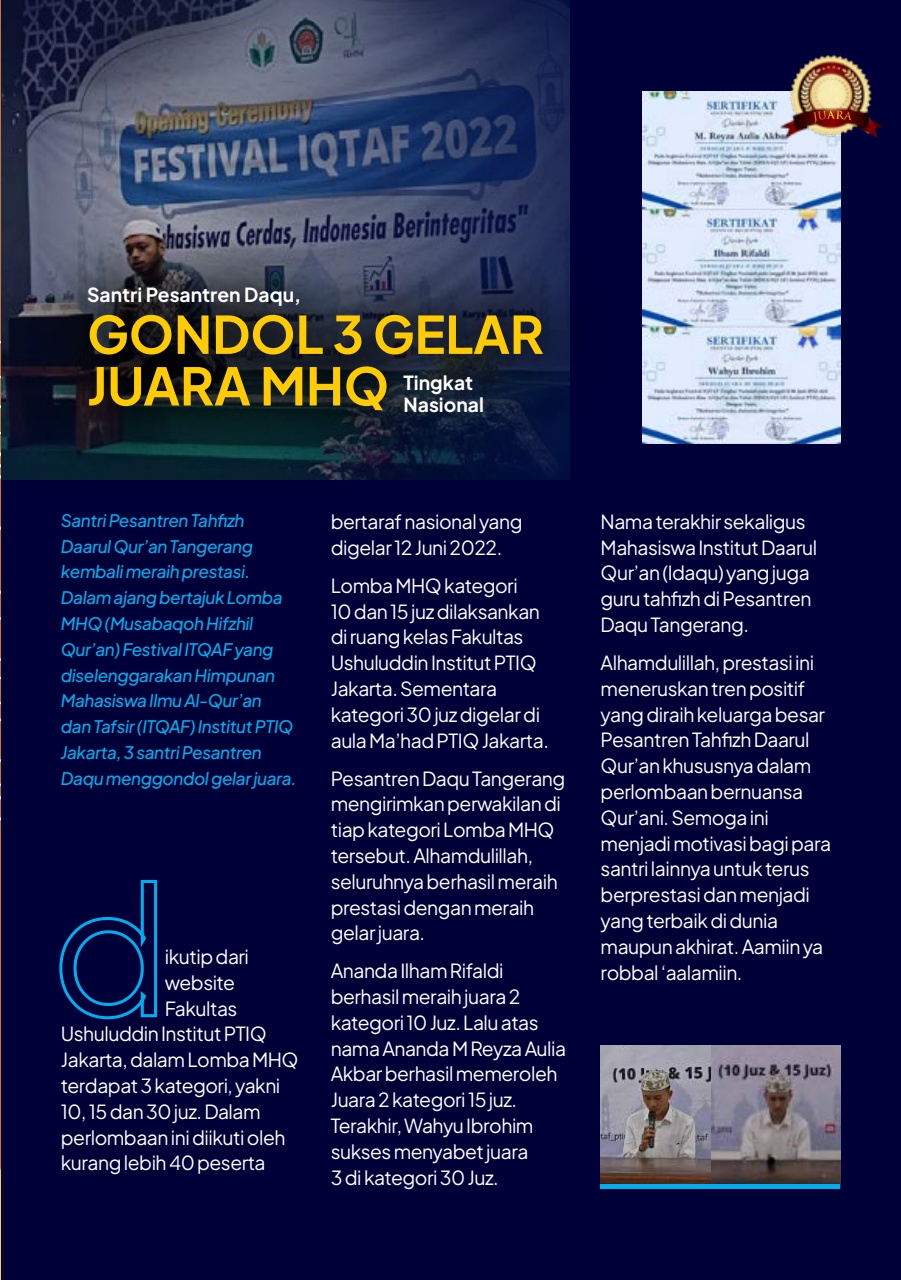 Opening Ceremony
FESTIVAL IQTAF 2022
hasiswa Cerdas, Indonesia Berintegritas"
Santri Pesantren Daqu,
GONDOL 3 GELAR
JUARA MHQ Tingkat
Nasional
JUARA
SERTIFIKAT
M. Reyza Aulia Akbar
SERTIFIKAT
Ilham Rifaldi
SERTIFIKAT
Wahyu Ibrohim
Santri Pesantren Tahfizh
Daarul Qur’an Tangerang
kembali meraih prestasi.
Dalam ajang bertajuk Lomba
MHQ (Musabaqoh Hifzhil
Qur’an) Festival ITQAF yang
diselenggarakan Himpunan
Mahasiswa Ilmu Al-Qur’an
dan Tafsir (ITQAF) Institut PTIQ
Jakarta, 3 santri Pesantren
Daqu menggondol gelar juara.
dikutip dari
website
Fakultas
Ushuluddin Institut PTIQ
Jakarta, dalam Lomba MHQ
terdapat 3 kategori, yakni
10, 15 dan 30 juz. Dalam
perlombaan ini diikuti oleh
kurang lebih 40 peserta
bertaraf nasional yang
digelar 12 Juni 2022.
Lomba MHQ kategori
10 dan 15 juz dilaksankan
di ruang kelas Fakultas
Ushuluddin Institut PTIQ
Jakarta. Sementara
kategori 30 juz digelar di
aula Ma’had PTIQ Jakarta.
Pesantren Daqu Tangerang
mengirimkan perwakilan di
tiap kategori Lomba MHQ
tersebut. Alhamdulillah,
seluruhnya berhasil meraih
prestasi dengan meraih
gelar juara.
Ananda Ilham Rifaldi
berhasil meraih juara 2
kategori 10 Juz. Lalu atas
nama Ananda M Reyza Aulia
Akbar berhasil memeroleh
Juara 2 kategori 15 juz.
Terakhir, Wahyu Ibrohim
sukses menyabet juara
3 di kategori 30 Juz.
Nama terakhir sekaligus
Mahasiswa Institut Daarul
Qur’an (Idaqu) yang juga
guru tahfizh di Pesantren
Daqu Tangerang.
Alhamdulillah, prestasi ini
meneruskan tren positif
yang diraih keluarga besar
Pesantren Tahfizh Daarul
Qur’an khususnya dalam
perlombaan bernuansa
Qur’ani. Semoga ini
menjadi motivasi bagi para
santri lainnya untuk terus
berprestasi dan menjadi
yang terbaik di dunia
maupun akhirat. Aamiin ya
robbal ‘aalamiin.
(10 Juz & 15 J
(10 Juz & 15 Juz)